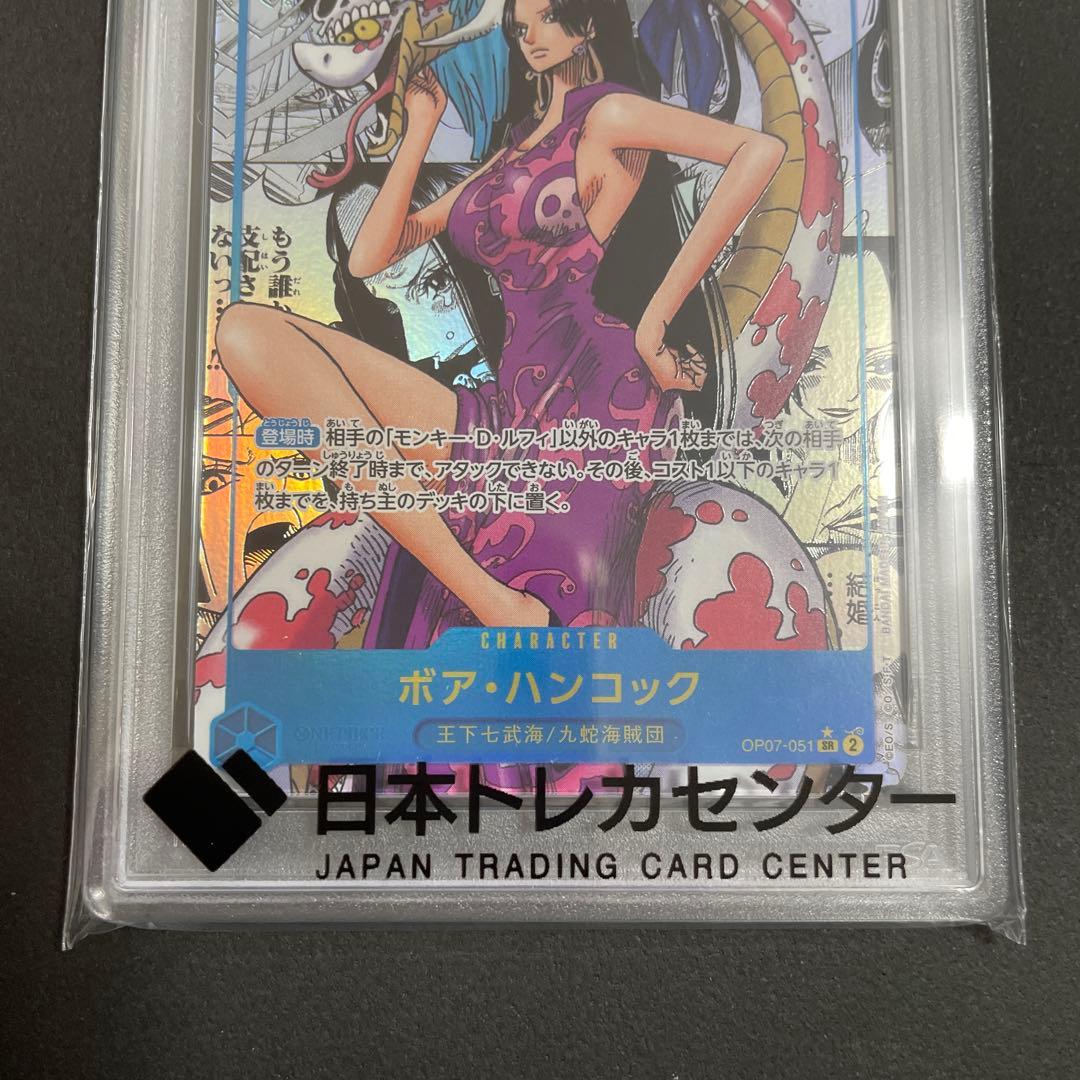 もう誰か
支配さ
ないっ…
登場時 相手の「モンキー・D・ルフィ」以外のキャラ1枚までは、次の相手
のターン終了時まで、アタックできない。その後、コスト1以下のキャラ1
枚までを、持ち主のデッキの下に置く。
結婚
…
CHARACTER
ボア・ハンコック
王下七武海/九蛇海賊団
OP07-051 SR 2
©EO/S. ©O/S.F.T
日本トレカセンター
JAPAN TRADING CARD CENTER